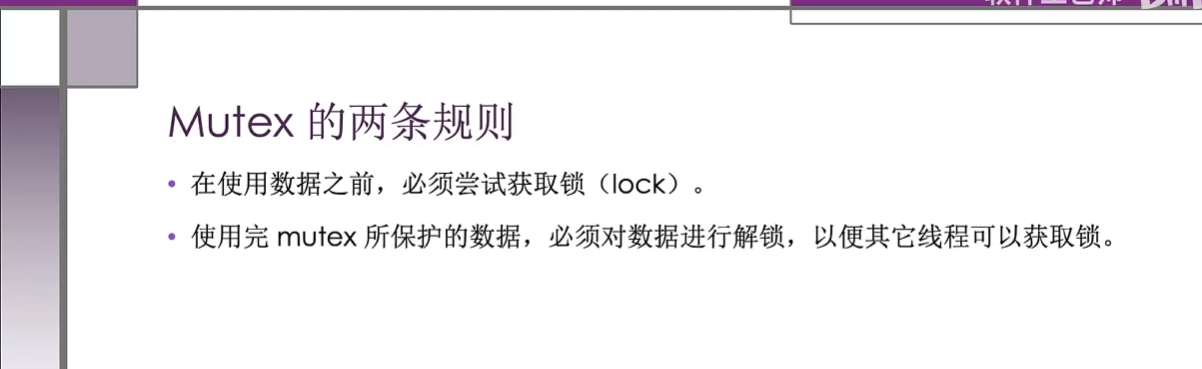 Mutex 的两条规则
• 在使用数据之前，必须尝试获取锁（lock）。
• 使用完 mutex 所保护的数据，必须对数据进行解锁，以便其它线程可以获取锁。